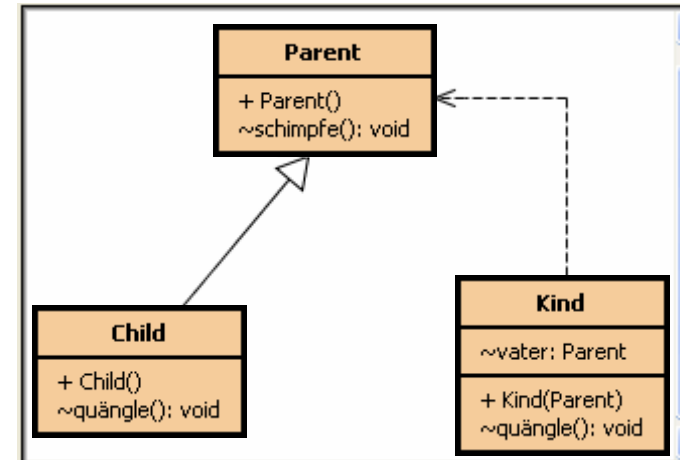 Parent
+ Parent()
~schimpfe(): void
Child
+ Child()
~quängle(): void
Kind
~vater: Parent
+ Kind(Parent)
~quängle(): void